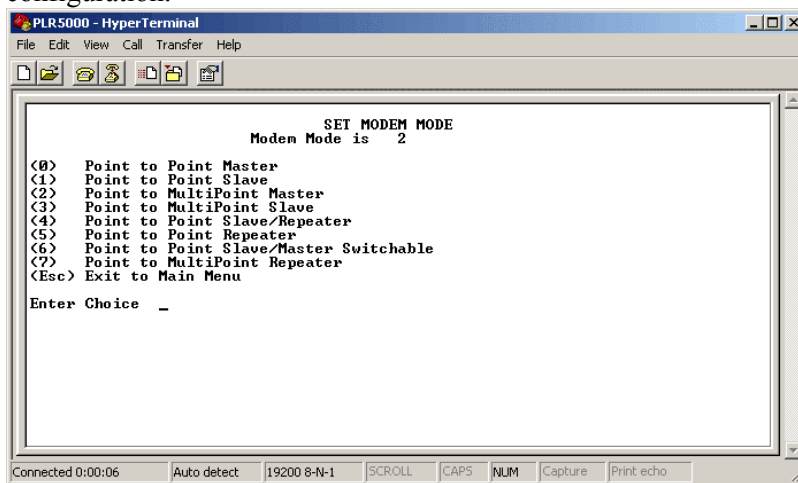 configuration.
PLR5000 - HyperTerminal
File Edit View Call Transfer Help
SET MODEM MODE
Modem Mode is 2
(0) Point to Point Master
(1) Point to Point Slave
(2) Point to MultiPoint Master
(3) Point to MultiPoint Slave
(4) Point to Point Slave/Repeater
(5) Point to Point Repeater
(6) Point to Point Slave/Master Switchable
(7) Point to MultiPoint Repeater
(Esc) Exit to Main Menu
Enter Choice _
Connected 0:00:06 Auto detect 19200 8-N-1 SCROLL CAPS NUM Capture Print echo